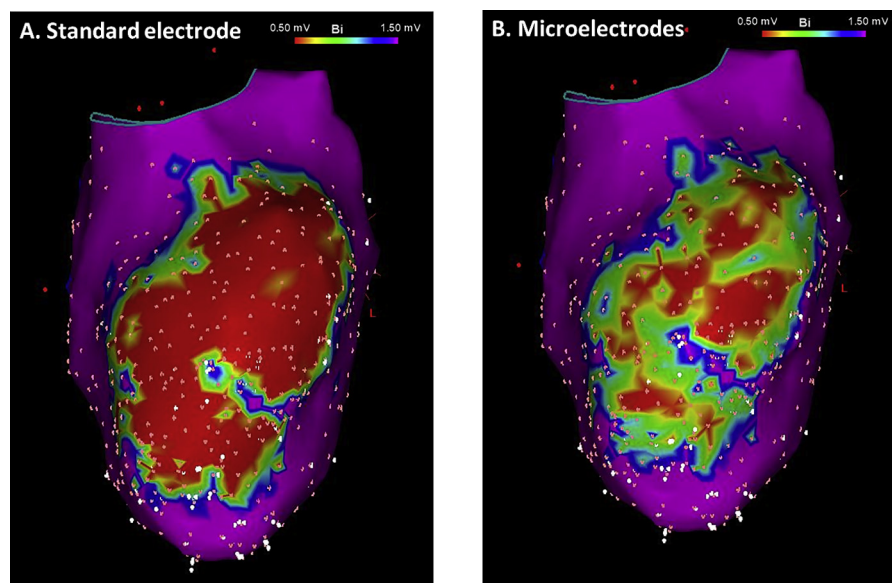 A. Standard electrode
0.50 mV Bi 1.50 mV
L
B. Microelectrodes
0.50 mV Bi 1.50 mV
L